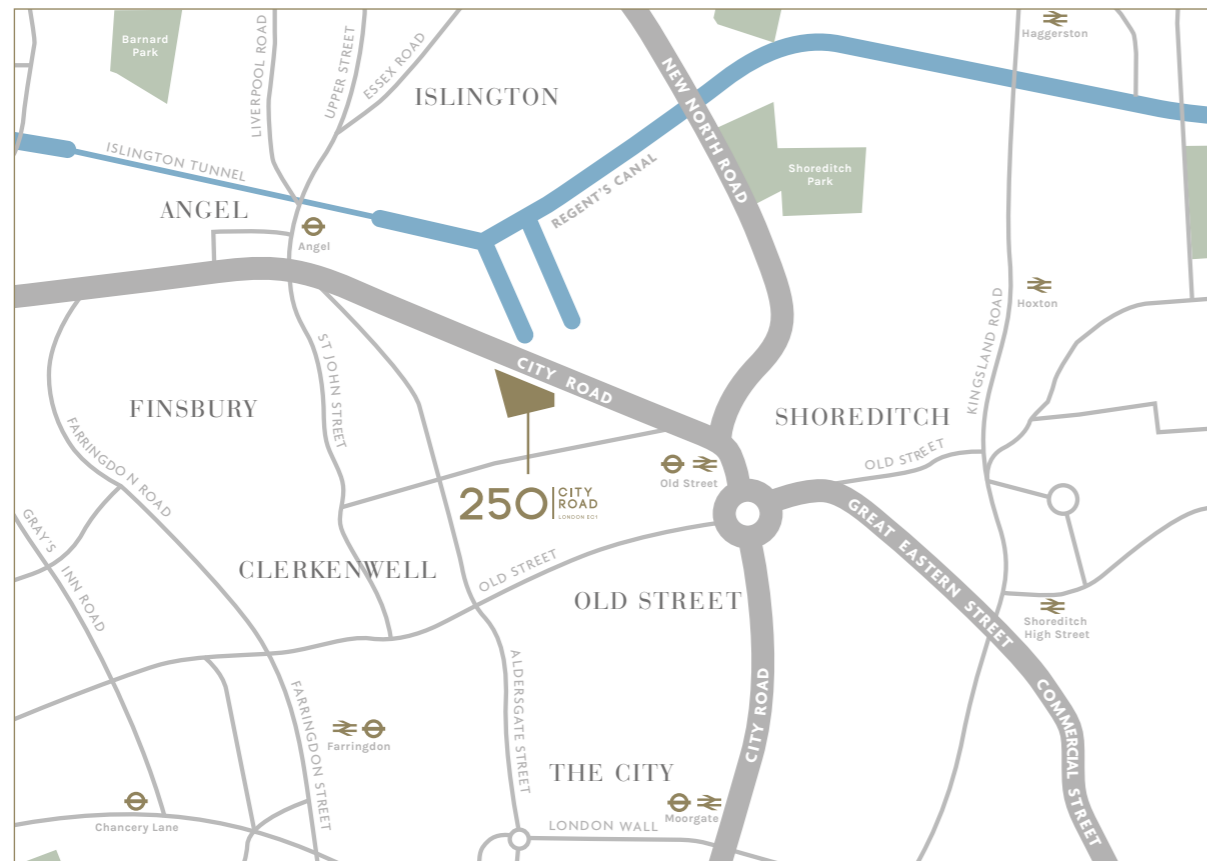 Barnard
Park
LIVERPOOL ROAD
UPPER STREET
ESSEX ROAD
ISLINGTON
NEW NORTH ROAD
Haggerston
ISLINGTON TUNNEL
ANGEL
Angel
REGENT'S CANAL
Shoreditch
Park
Hoxton
KINGSLAND ROAD
ST JOHN STREET
CITY ROAD
FINSBURY
SHOREDITCH
FARRINGDON ROAD
OLD STREET
Old Street
250
CITY
ROAD
LONDON EC1
GRAY'S INN ROAD
CLERKENWELL
OLD STREET
OLD STREET
GREAT EASTERN STREET
Shoreditch
High Street
ALDERSGATE STREET
FARRINGDON STREET
Farringdon
CITY ROAD
COMMERCIAL STREET
THE CITY
Chancery Lane
Moorgate
LONDON WALL